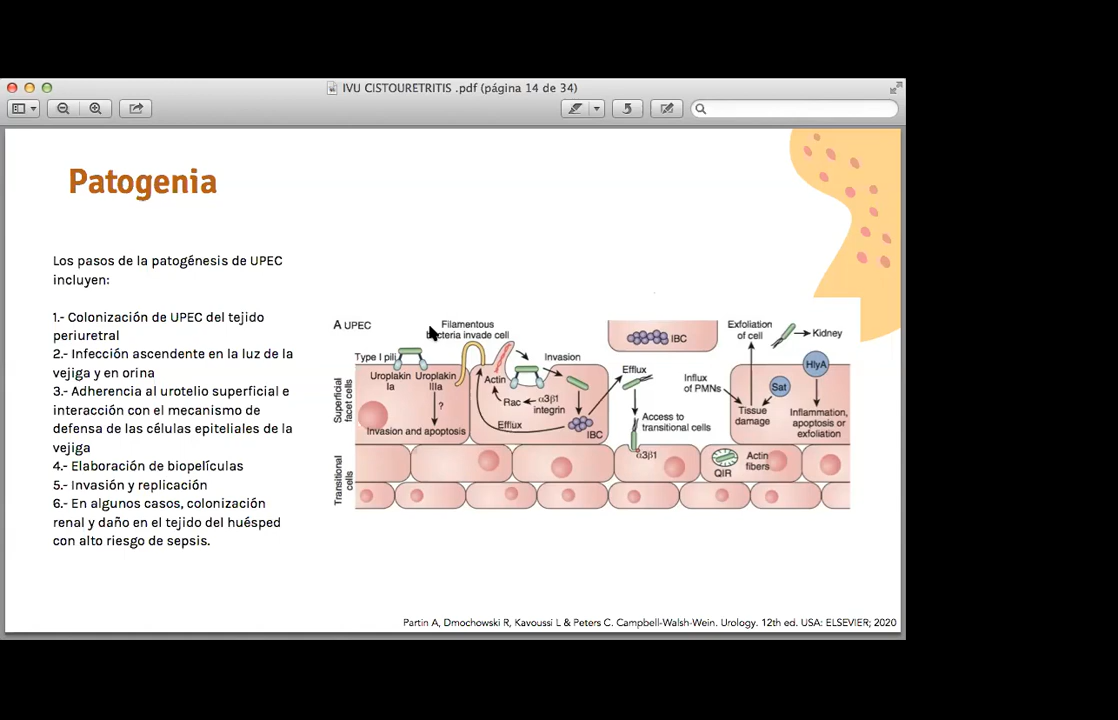 IVU CISTOURETRITIS .pdf (página 14 de 34)
Patogenia
Los pasos de la patogénesis de UPEC
incluyen:
1.- Colonización de UPEC del tejido
periuretral
2.- Infección ascendente en la luz de la
vejiga y en orina
3.- Adherencia al urotelio superficial e
interacción con el mecanismo de
defensa de las células epiteliales de la
vejiga
4.- Elaboración de biopelículas
5.- Invasión y replicación
6.- En algunos casos, colonización
renal y daño en el tejido del huésped
con alto riesgo de sepsis.
A UPEC
Filamentous
bacteria invade cell
Type I pili
Uroplakin
Ia
Uroplakin
IIIa
?
Invasion and apoptosis
Actin
Rac
α3β1
integrin
Invasion
Efflux
IBC
IBC
Efflux
Access to
transitional cells
α3β1
Influx
of PMNs
Exfoliation
of cell
Kidney
HlyA
Sat
Tissue
damage
Inflammation,
apoptosis or
exfoliation
QIR
Actin
fibers
Superficial
facet cells
Transitional
cells
Partin A, Dmochowski R, Kavoussi L & Peters C. Campbell-Walsh-Wein. Urology. 12th ed. USA: ELSEVIER; 2020